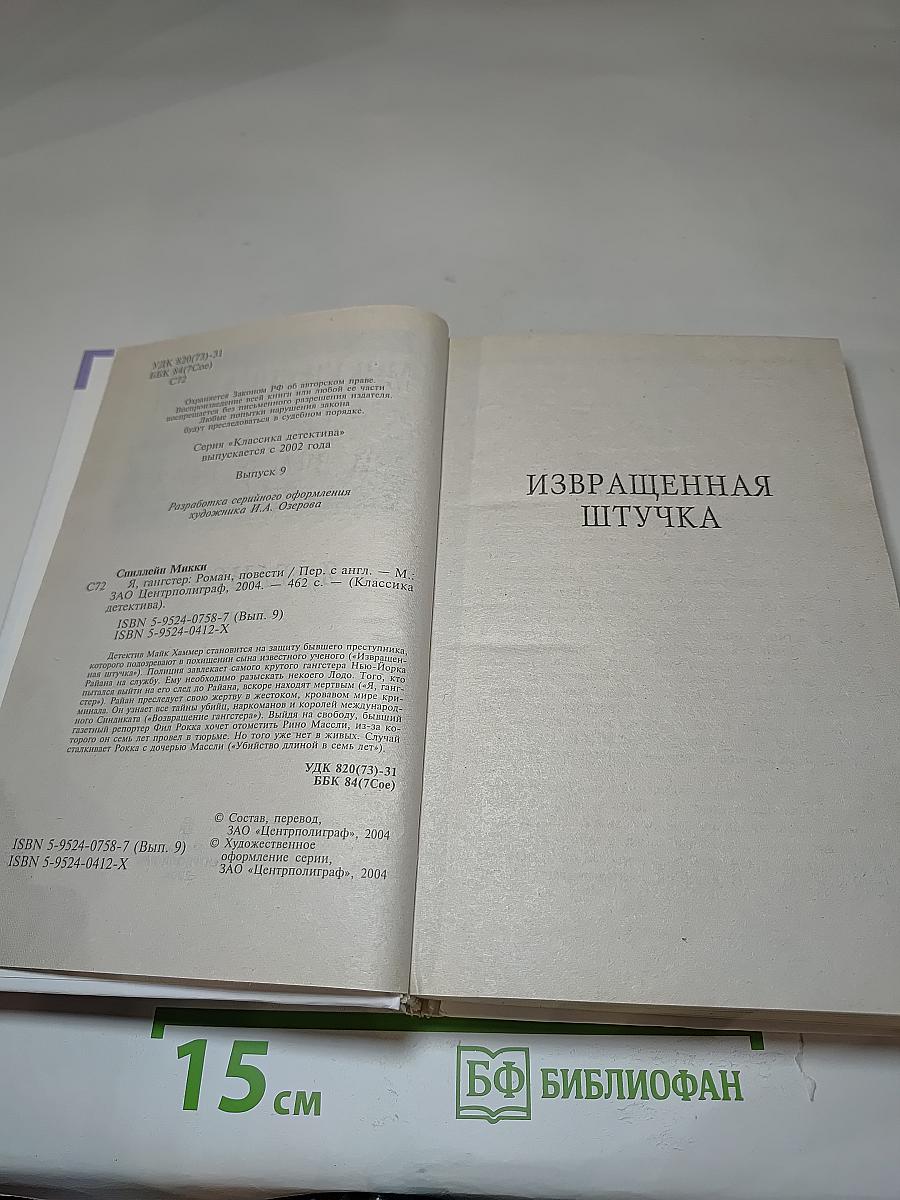 УДК 820(73)-31
ББК 84(7Сое)
С72
Охраняется Законом РФ об авторском праве.
Воспроизведение всей книги или любой ее части
воспрещается без письменного разрешения издателя.
Любые попытки нарушения закона
будут преследоваться в судебном порядке.
Серия «Классика детектива»
выпускается с 2002 года
Выпуск 9
Разработка серийного оформления
художника И.А. Озерова
Спиллейн Микки
С72 Я, гангстер: Роман, повести / Пер. с англ. — М.:
ЗАО Центрполиграф, 2004. — 462 с. — (Классика
детектива).
ISBN 5-9524-0758-7 (Вып. 9)
ISBN 5-9524-0412-X
Детектив Майк Хаммер становится на защиту бывшего преступника,
которого подозревают в похищении сына известного ученого («Извращен-
ная штучка»). Полиция завлекает самого крутого гангстера Нью-Йорка
Райана на службу. Ему необходимо разыскать некоего Лодо. Того, кто
пытался выйти на его след до Райана, вскоре находят мертвым («Я, ганг-
стер»). Райан преследует свою жертву в жестоком, кровавом мире кри-
минала. Он узнает все тайны убийц, наркоманов и королей международ-
ного Синдиката («Возвращение гангстера»). Выйдя на свободу, бывший
газетный репортер Фил Рокка хочет отомстить Рино Массли, из-за ко-
торого он семь лет провел в тюрьме. Но того уже нет в живых. Случай
сталкивает Рокка с дочерью Массли («Убийство длиной в семь лет»).
УДК 820(73)-31
ББК 84(7Сое)
© Состав, перевод,
ЗАО «Центрполиграф», 2004
© Художественное
оформление серии,
ЗАО «Центрполиграф», 2004
ISBN 5-9524-0758-7 (Вып. 9)
ISBN 5-9524-0412-X
ИЗВРАЩЕННАЯ
ШТУЧКА
15 см
БФ БИБЛИОФАН